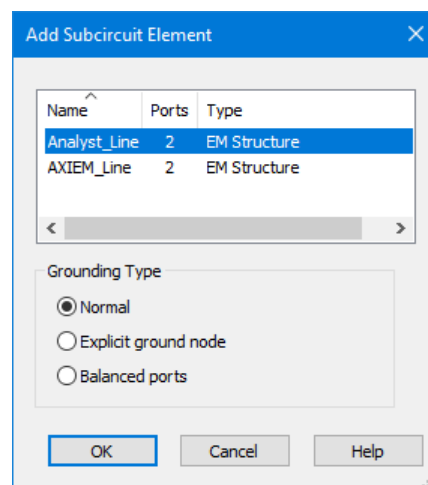 Add Subcircuit Element
Name Ports Type
Analyst_Line 2 EM Structure
AXIEM_Line 2 EM Structure
Grounding Type
Normal
Explicit ground node
Balanced ports
OK Cancel Help